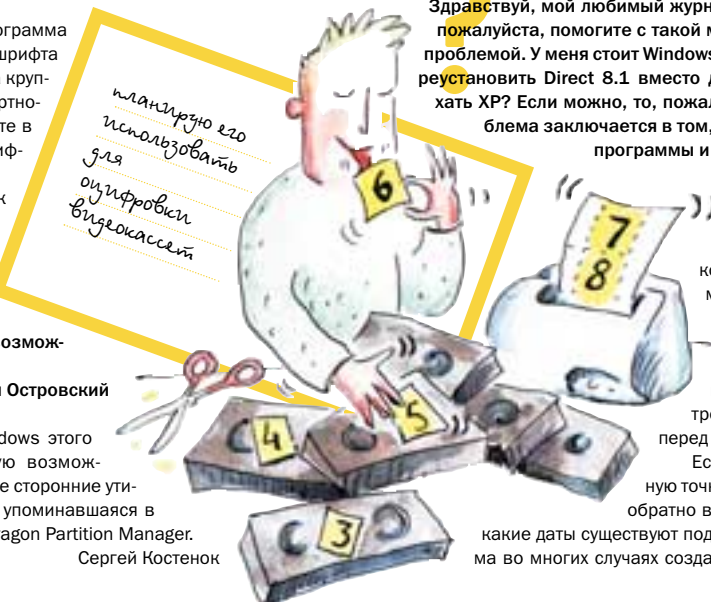 ограмма
шрифта
круп-
ртно-
те в
иф-
к
озмож-
Островский
dows этого
ую возмож-
е сторонние ути-
упоминавшаяся в
agon Partition Manager.
Сергей Костенок
планирую его
использовать
для
оцифровки
видеокассет
6
7
8
4
5
3
?
Здравствуй, мой любимый журн
пожалуйста, помогите с такой м
проблемой. У меня стоит Windows
реустановить Direct 8.1 вместо д
хать XP? Если можно, то, пожал
блема заключается в том,
программы и
ко
м
тре
перед
Ес
ную точк
обратно в
какие даты существуют под
ма во многих случаях созда